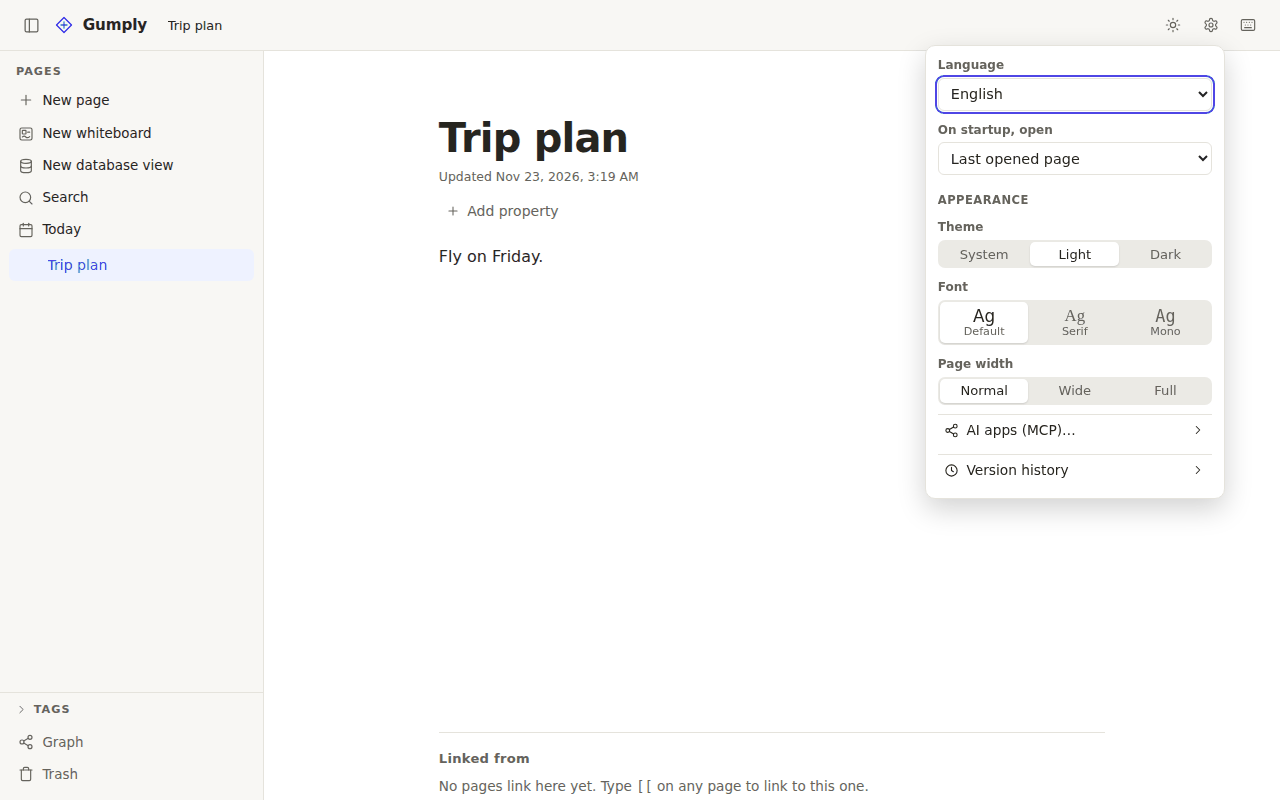 Gumply
Trip plan
PAGES
New page
New whiteboard
New database view
Search
Today
Trip plan
TAGS
Graph
Trash
Trip plan
Updated Nov 23, 2026, 3:19 AM
Add property
Fly on Friday.
Linked from
No pages link here yet. Type [[ on any page to link to this one.
Language
English
On startup, open
Last opened page
APPEARANCE
Theme
System Light Dark
Font
Ag Ag Ag
Default Serif Mono
Page width
Normal Wide Full
AI apps (MCP)…
Version history